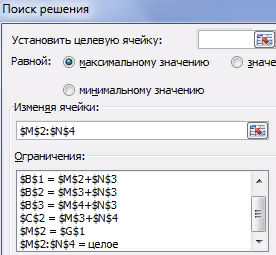 Поиск решения
Установить целевую ячейку:
Равной: максимальному значению значе
минимальному значению
Изменяя ячейки:
$M$2:$N$4
Ограничения:
$B$1 = $M$2+$N$3
$B$2 = $M$3+$N$3
$B$3 = $M$4+$N$3
$C$2 = $M$3+$N$4
$M$2 = $G$1
$M$2:$N$4 = целое